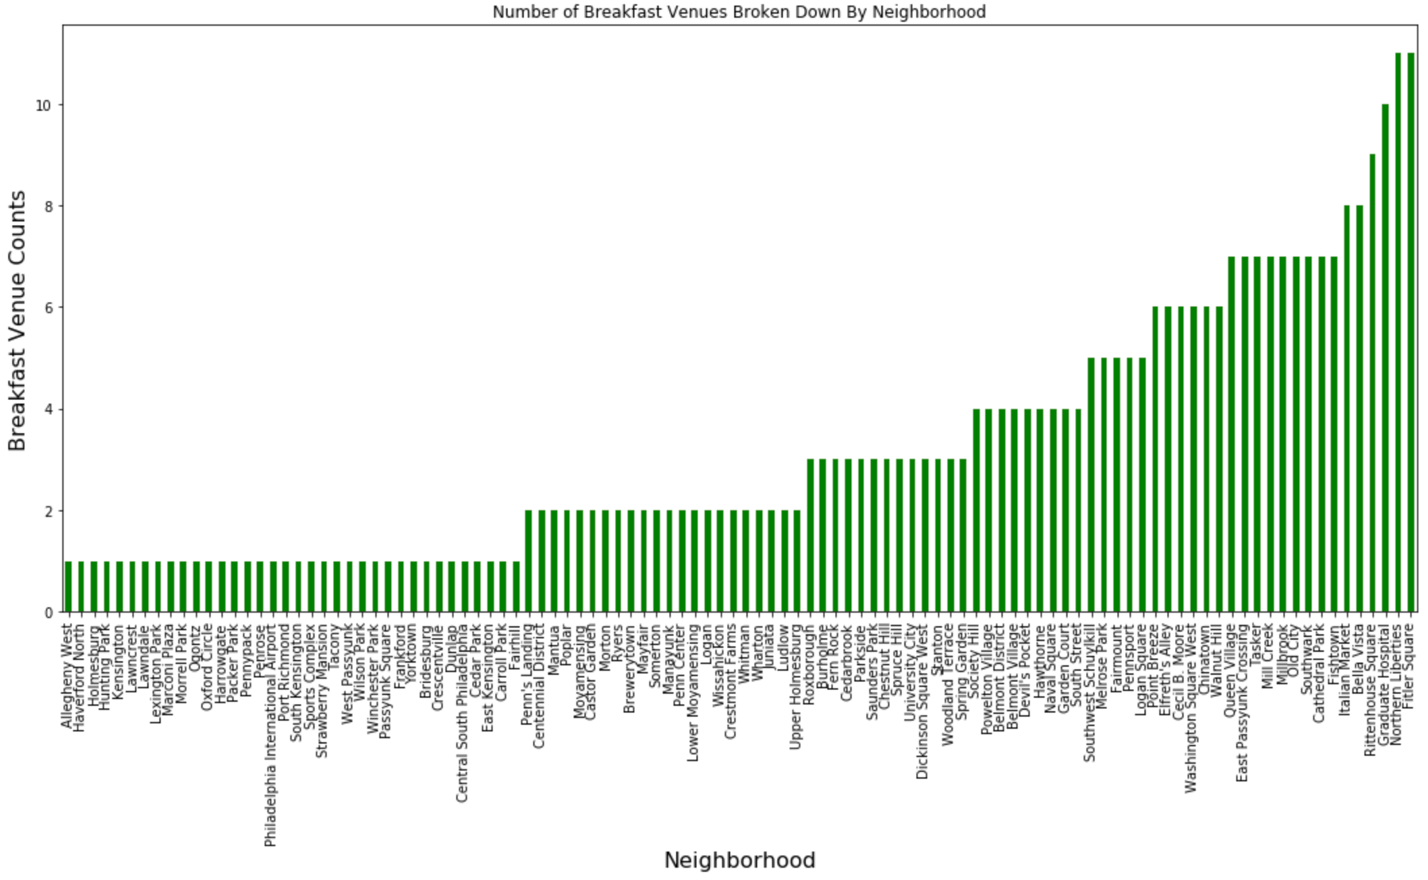 Number of Breakfast Venues Broken Down By Neighborhood
Breakfast Venue Counts
10
8
6
4
2
0
Allegheny West
Haverford North
Holmesburg
Hunting Park
Kensington
Lawncrest
Lawndale
Lexington Park
Marconi Plaza
Morrell Park
Ogontz
Oxford Circle
Harrowgate
Packer Park
Pennypack
Penrose
Philadelphia International Airport
Port Richmond
South Kensington
Sports Complex
Strawberry Mansion
Tacony
West Passyunk
Wilson Park
Winchester Park
Passyunk Square
Frankford
Yorktown
Bridesburg
Crescentville
Dunlap
Central South Philadelphia
Cedar Park
East Kensington
Carroll Park
Fairhill
Penn's Landing
Centennial District
Mantua
Poplar
Moyamensing
Castor Garden
Morton
Ryers
Brewerytown
Mayfair
Somerton
Manayunk
Penn Center
Lower Moyamensing
Logan
Wissahickon
Crestmont Farms
Whitman
Wharton
Juniata
Ludlow
Upper Holmesburg
Roxborough
Burholme
Fern Rock
Cedarbrook
Parkside
Saunders Park
Chestnut Hill
Spruce Hill
University City
Dickinson Square West
Stanton
Woodland Terrace
Spring Garden
Society Hill
Powelton Village
Belmont District
Belmont Village
Devil's Pocket
Hawthorne
Naval Square
Garden Court
South Street
Southwest Schuylkill
Melrose Park
Fairmount
Pennsport
Logan Square
Point Breeze
Elfreth's Alley
Cecil B. Moore
Washington Square West
Chinatown
Walnut Hill
Queen Village
East Passyunk Crossing
Tasker
Mill Creek
Millbrook
Old City
Southwark
Cathedral Park
Fishtown
Italian Market
Bella Vista
Rittenhouse Square
Graduate Hospital
Northern Liberties
Fitler Square
Neighborhood